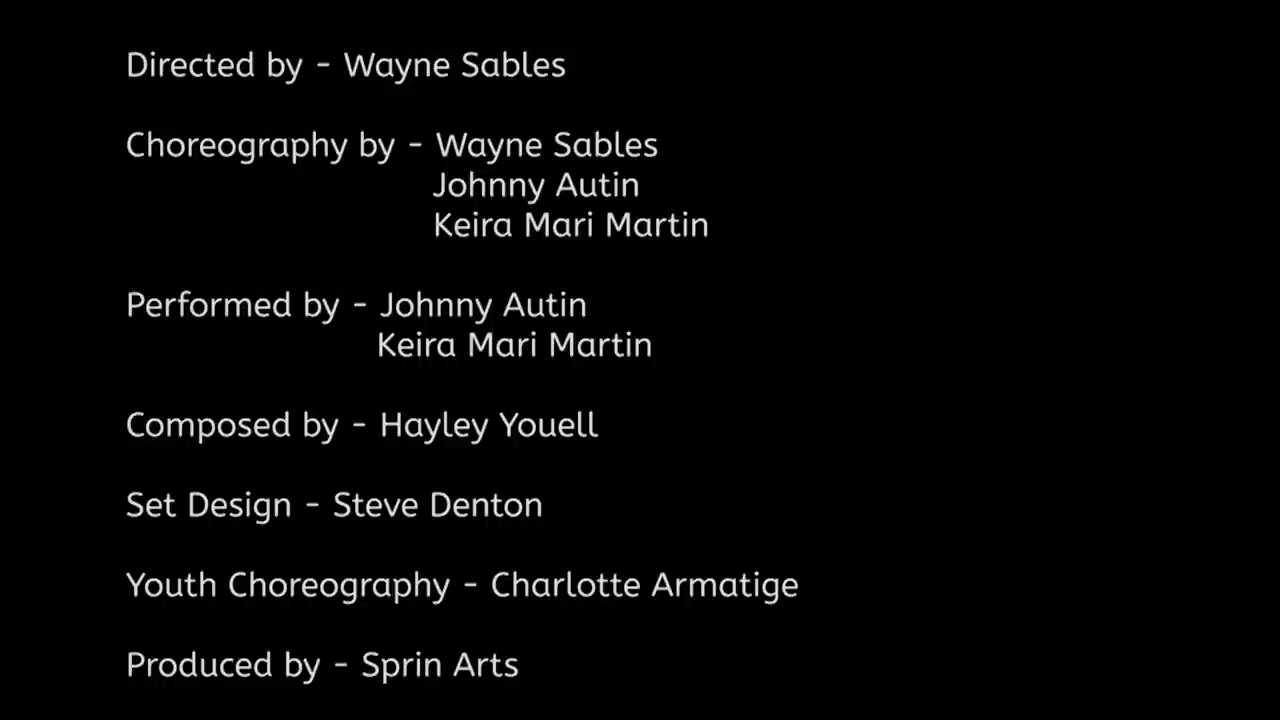 Directed by - Wayne Sables
Choreography by - Wayne Sables
Johnny Autin
Keira Mari Martin
Performed by - Johnny Autin
Keira Mari Martin
Composed by - Hayley Youell
Set Design - Steve Denton
Youth Choreography - Charlotte Armatige
Produced by - Sprin Arts